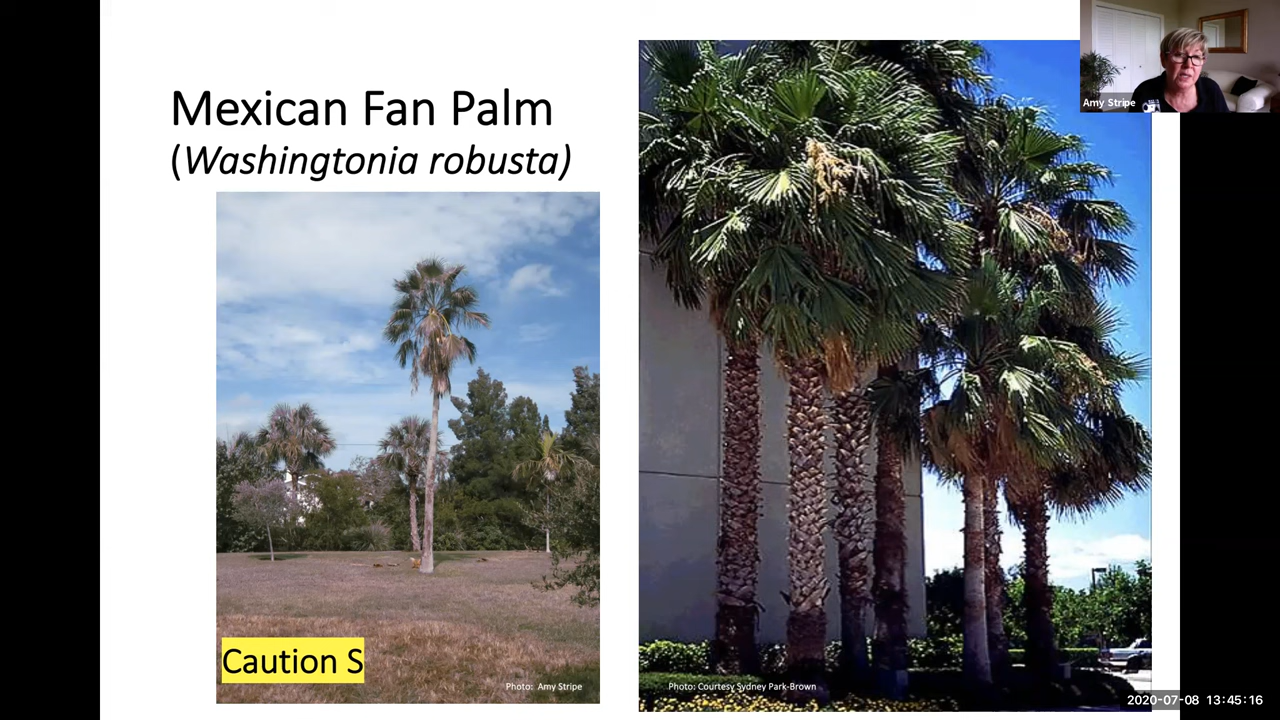 Mexican Fan Palm
(Washingtonia robusta)
Amy Stripe
Caution S
Photo: Amy Stripe
Photo: Courtesy Sydney Park-Brown
2020-07-08 13:45:16